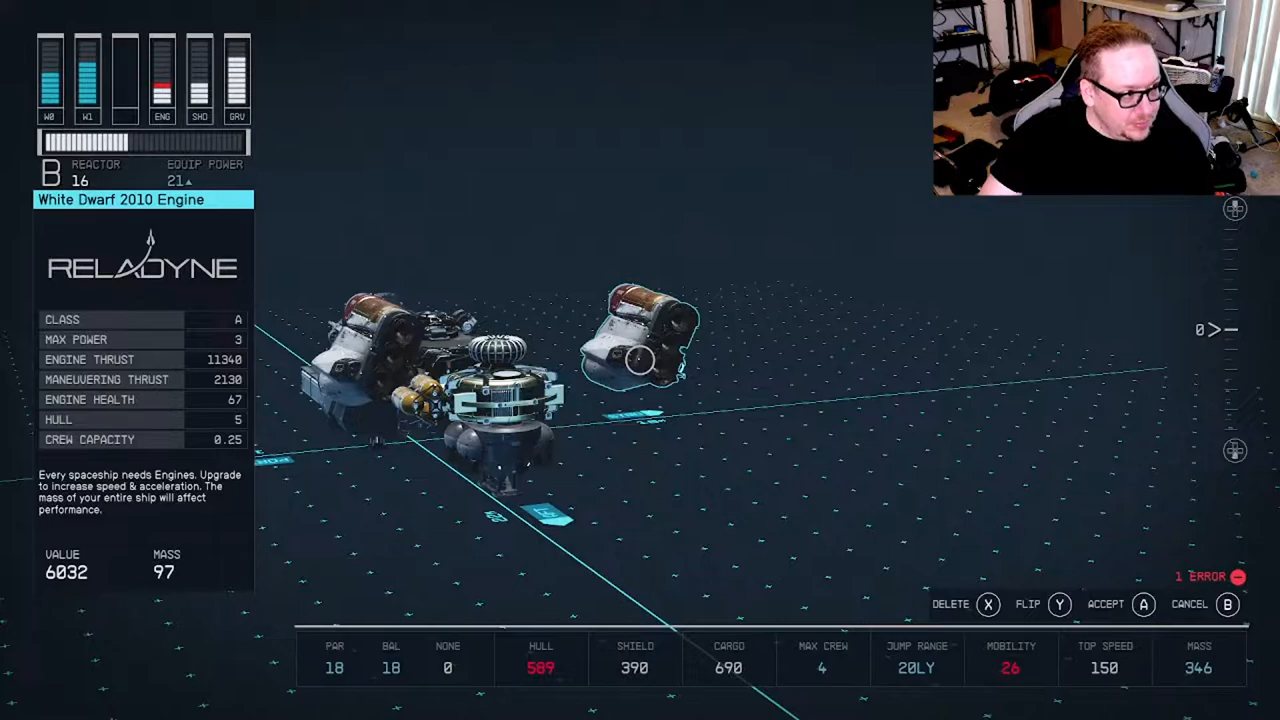 W0 W1 ENG SHD GRV
B REACTOR 16 EQUIP POWER 21
White Dwarf 2010 Engine
RELADYNE
CLASS A
MAX POWER 3
ENGINE THRUST 11340
MANEUVERING THRUST 2130
ENGINE HEALTH 67
HULL 5
CREW CAPACITY 0.25
Every spaceship needs Engines. Upgrade
to increase speed & acceleration. The
mass of your entire ship will affect
performance.
VALUE MASS
6032 97
0
1 ERROR
DELETE X FLIP Y ACCEPT A CANCEL B
PAR BAL NONE HULL SHIELD CARGO MAX CREW JUMP RANGE MOBILITY TOP SPEED MASS
18 18 0 589 390 690 4 20LY 26 150 346